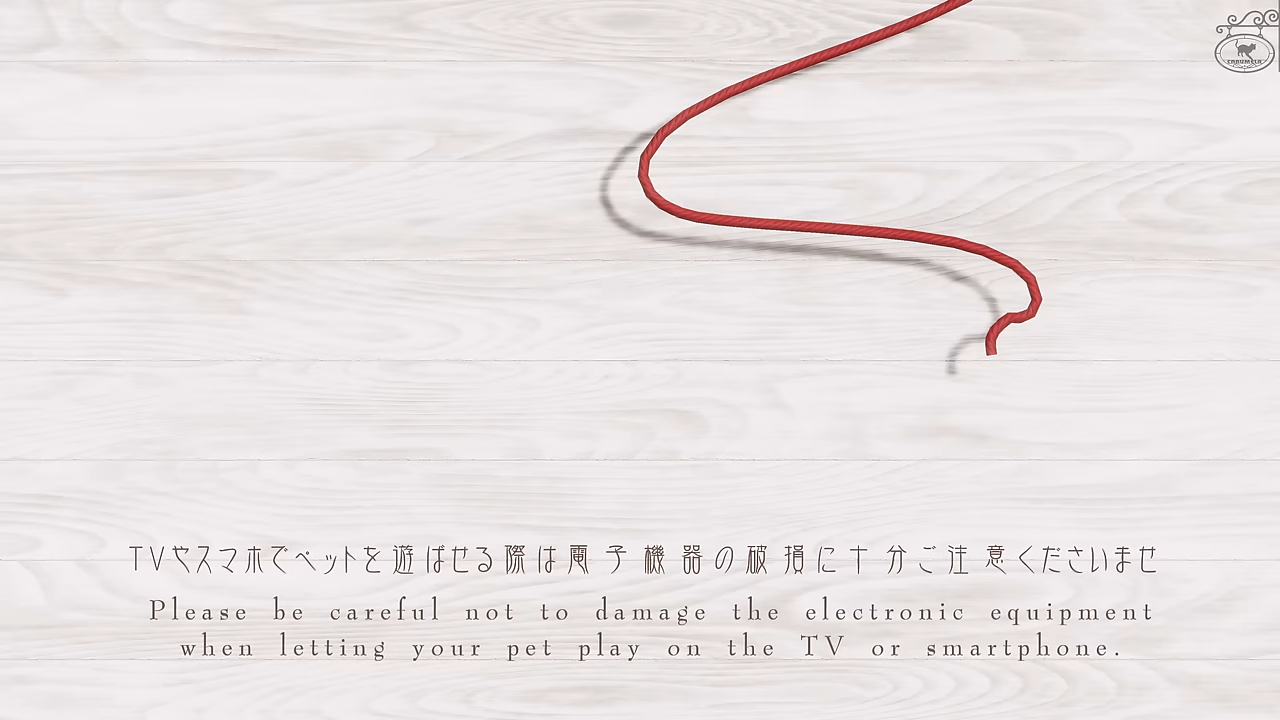 TVやスマホでペットを遊ばせる際は電子機器の破損に十分ご注意くださいませ
Please be careful not to damage the electronic equipment
when letting your pet play on the TV or smartphone.